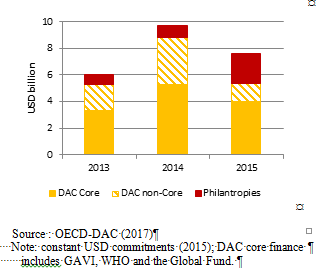 10
8
6
4
2
0
USD billion
2013 2014 2015
DAC Core DAC non-Core Philantropies
Source : OECD-DAC (2017)¶
Note: constant USD commitments (2015); DAC core finance ¶
includes GAVI, WHO and the Global Fund. ¶